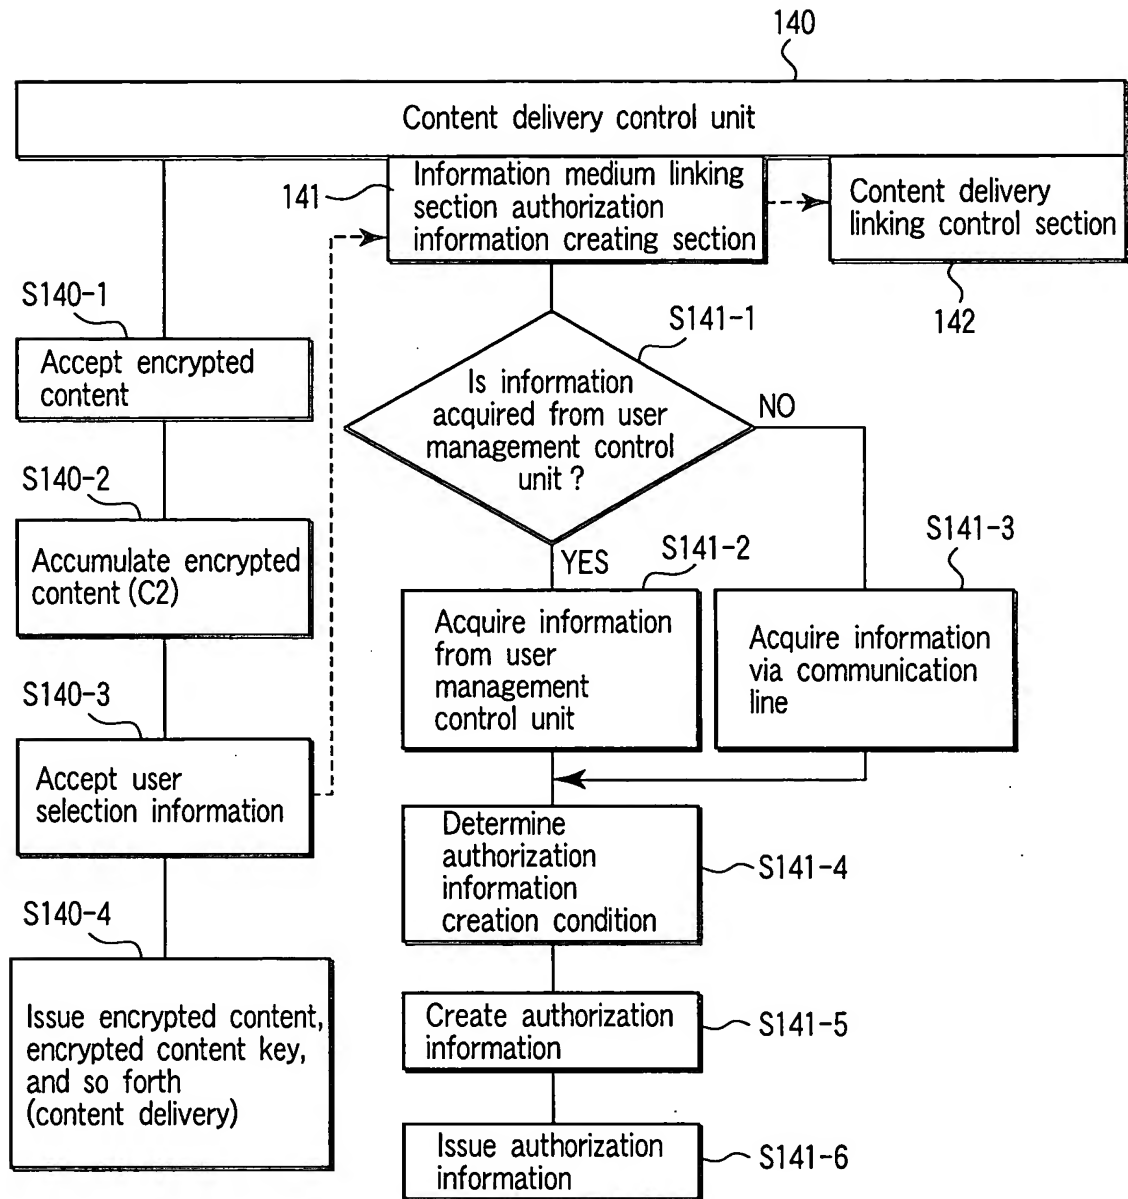 140
Content delivery control unit
141
Information medium linking
section authorization
information creating section
Content delivery
linking control section
142
S140-1
Accept encrypted
content
S140-2
Accumulate encrypted
content (C2)
S140-3
Accept user
selection information
S140-4
Issue encrypted content,
encrypted content key,
and so forth
(content delivery)
S141-1
Is information
acquired from user
management control
unit ?
NO
YES
S141-2
Acquire information
from user
management
control unit
S141-3
Acquire information
via communication
line
Determine
authorization
information
creation condition
S141-4
Create authorization
information
S141-5
Issue authorization
information
S141-6